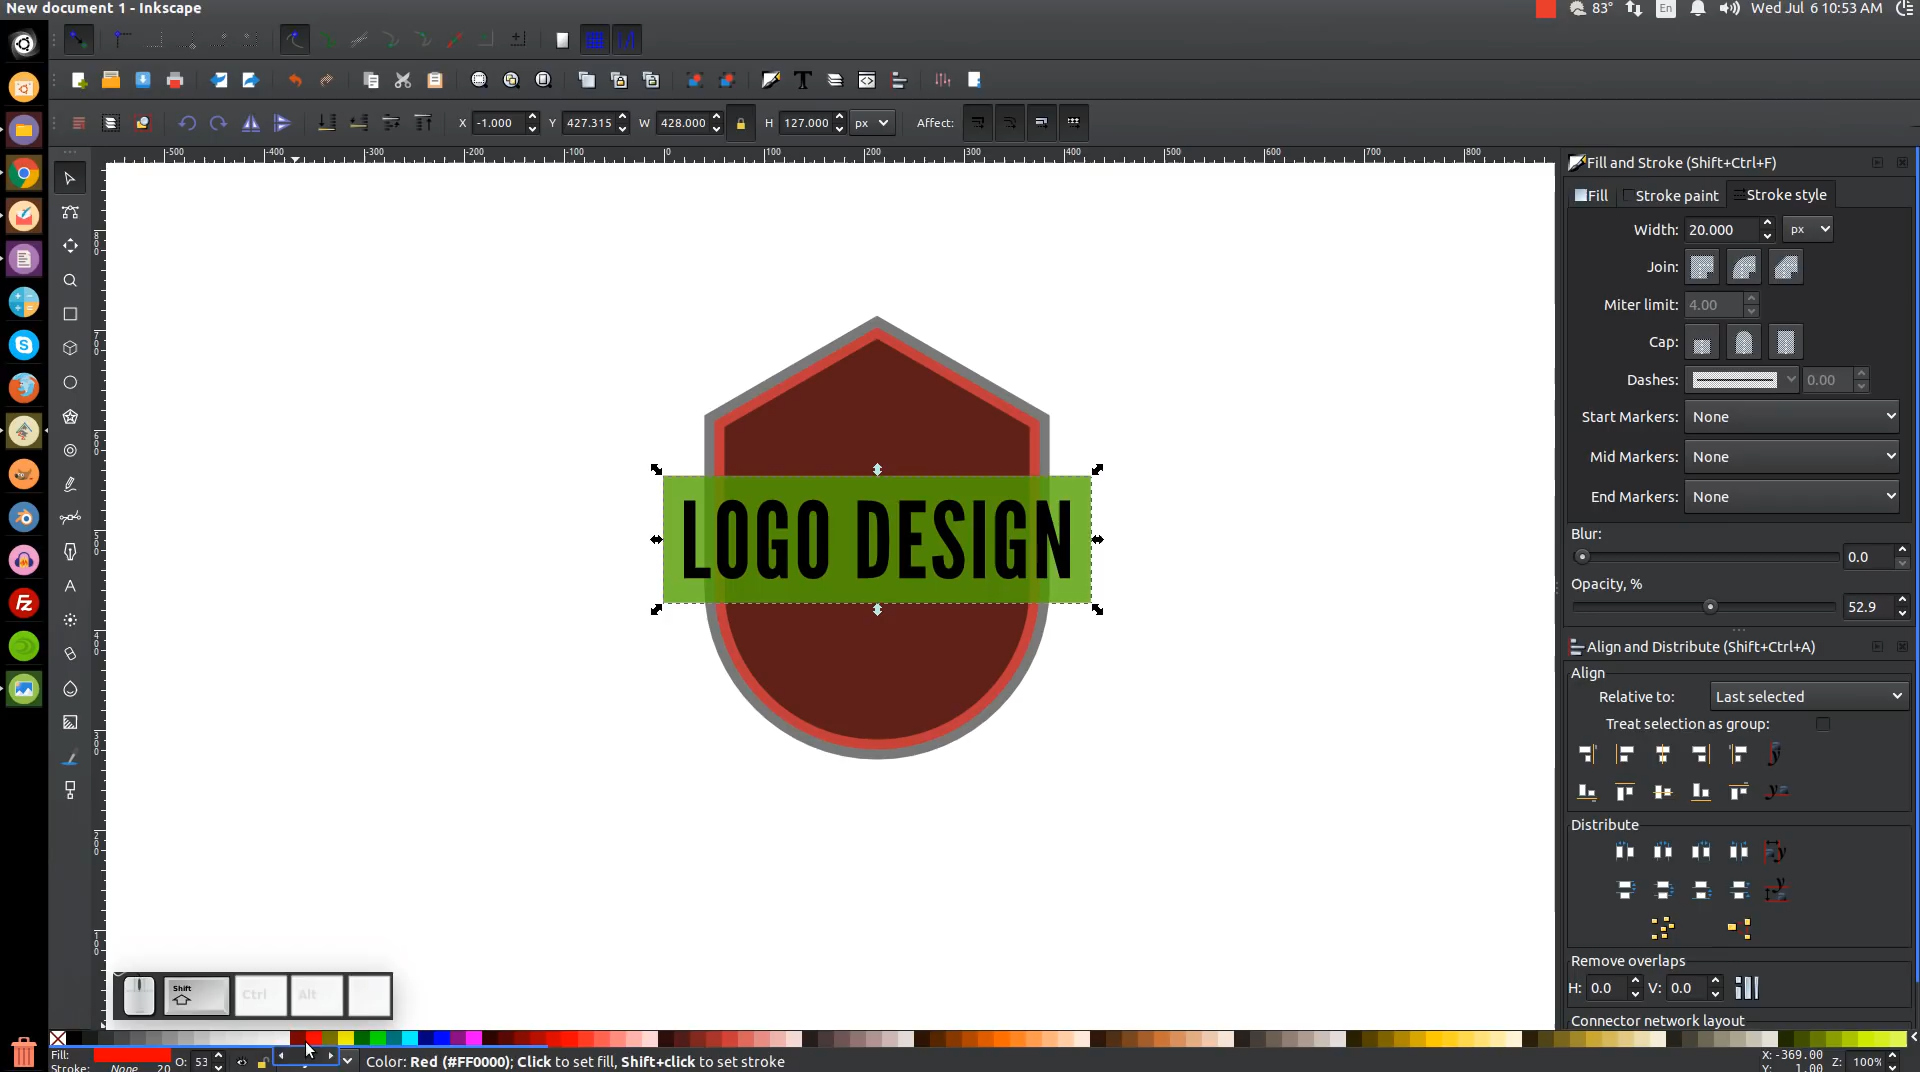 New document 1 - Inkscape
83° En Wed Jul 6 10:53 AM
X -1.000 Y 427.315 W 428.000 H 127.000 px Affect:
-500 -400 -300 -200 -100 0 100 200 300 400 500 600 700 800
Fill and Stroke (Shift+Ctrl+F)
Fill Stroke paint Stroke style
Width: 20.000 px
Join:
Miter limit: 4.00
Cap:
Dashes: 0.00
Start Markers: None
Mid Markers: None
End Markers: None
Blur:
0.0
Opacity, %
52.9
LOGO DESIGN
Align and Distribute (Shift+Ctrl+A)
Align
Relative to: Last selected
Treat selection as group:
Distribute
Remove overlaps
H: 0.0 V: 0.0
Connector network layout
Shift Ctrl Alt
Fill:
Stroke: None 20
O: 53
Color: Red (#FF0000); Click to set fill, Shift+click to set stroke
X: -369.00
Y: 1.00
Z: 100%